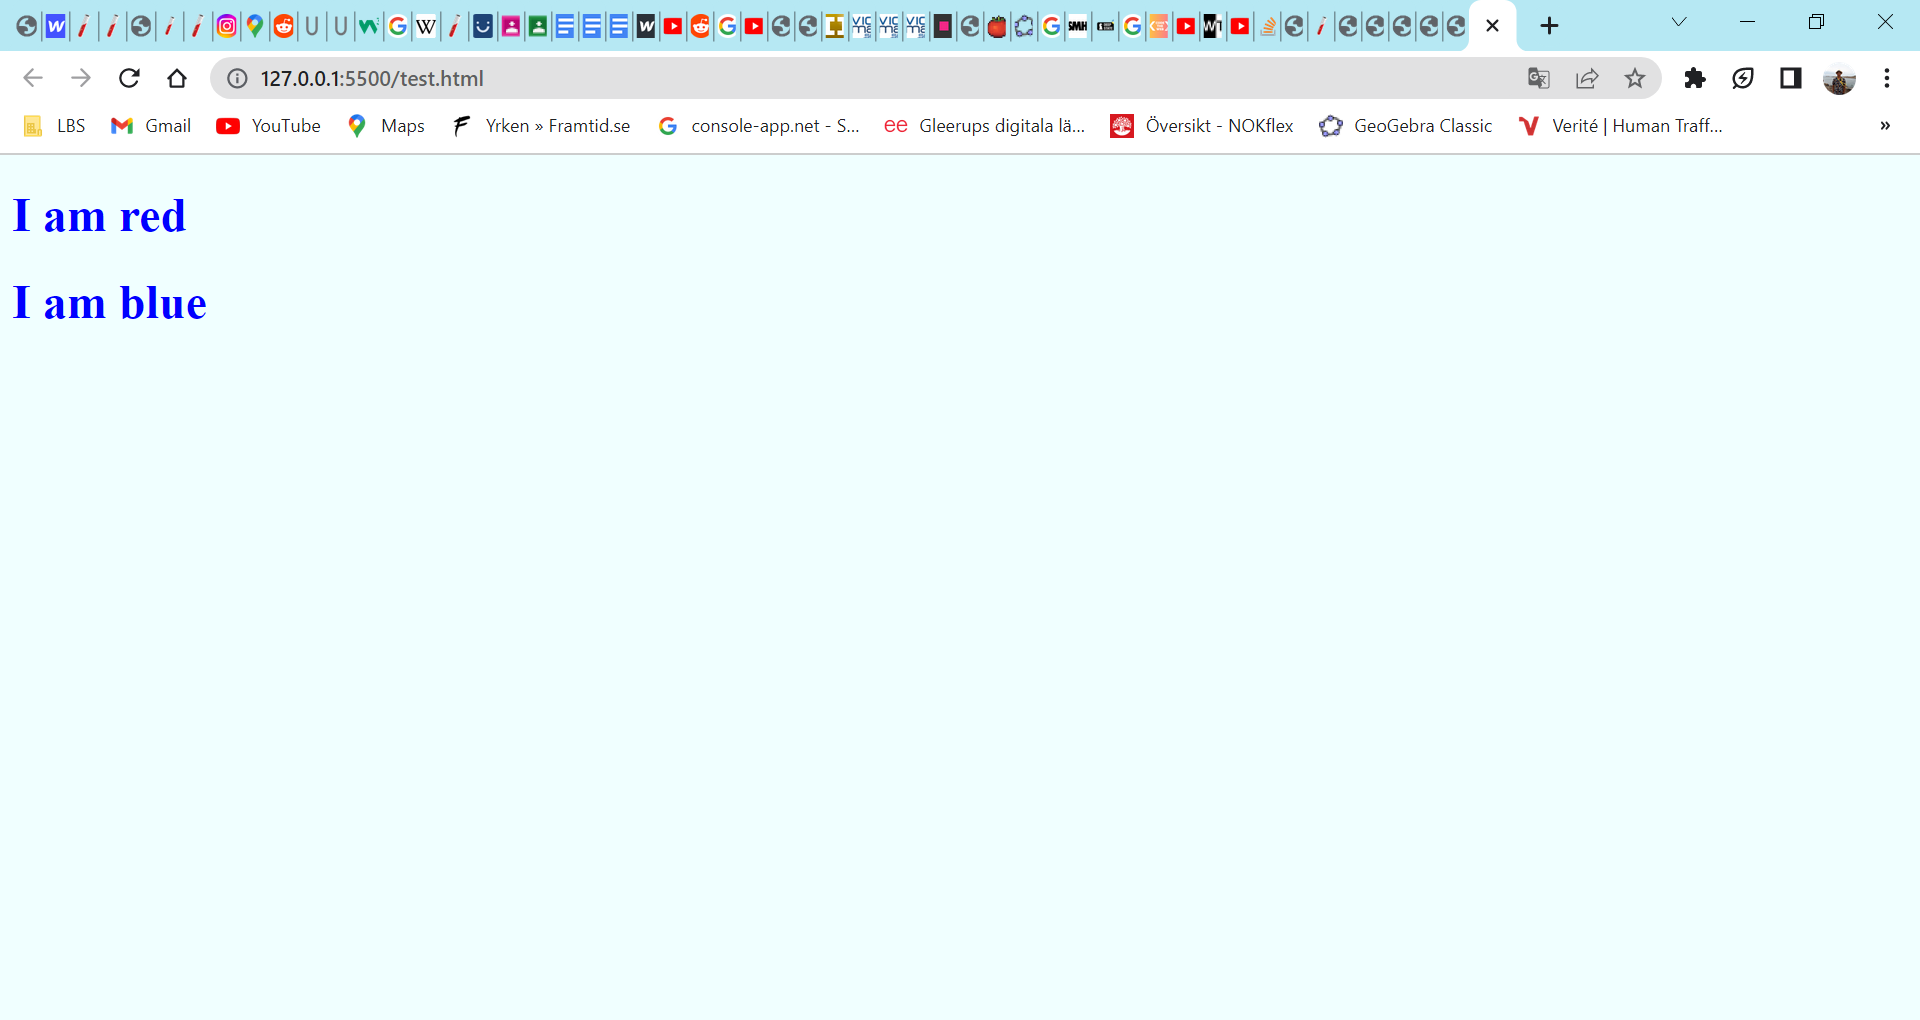 127.0.0.1:5500/test.html
LBS Gmail YouTube Maps Yrken » Framtid.se console-app.net - S... Gleerups digitala lä... Översikt - NOKflex GeoGebra Classic Verité | Human Traff... »
I am red
I am blue